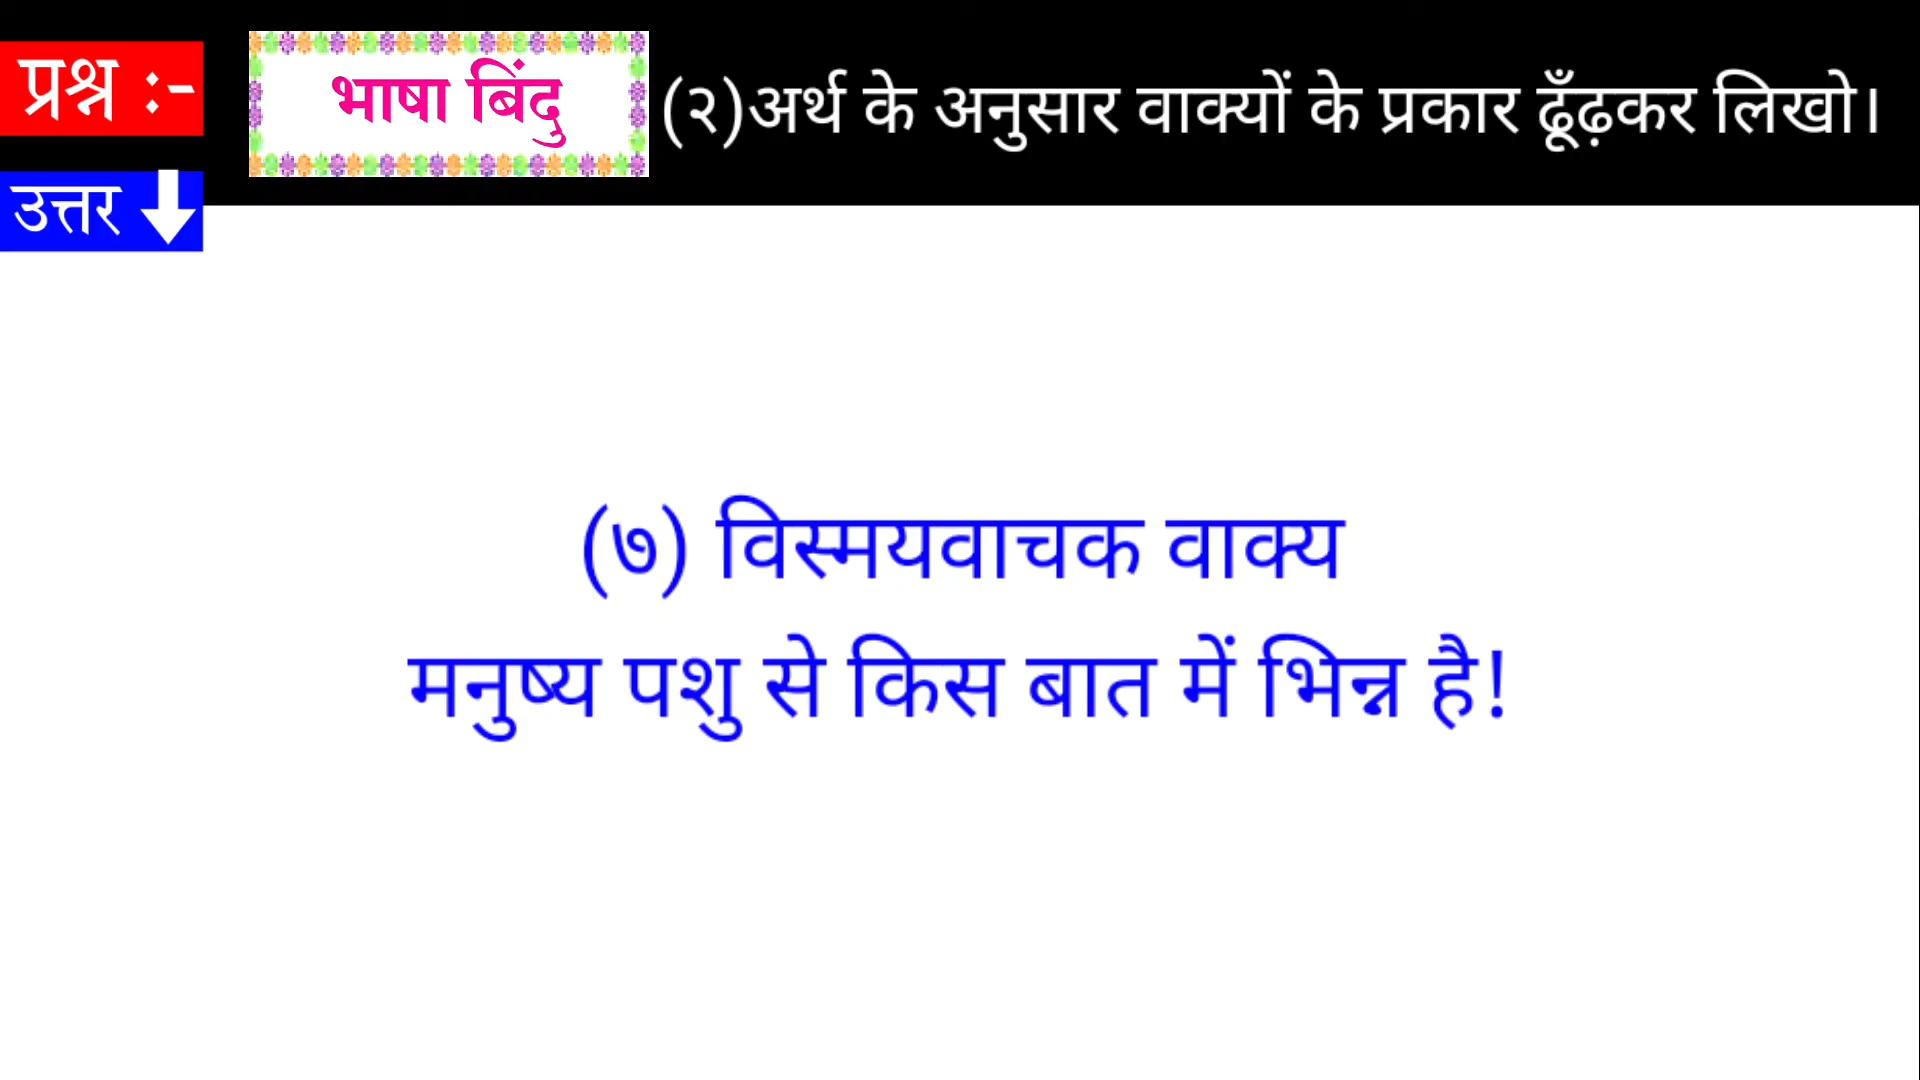 प्रश्न :-
भाषा बिंदु
(२)अर्थ के अनुसार वाक्यों के प्रकार ढूँढ़कर लिखो।
उत्तर
(७) विस्मयवाचक वाक्य
मनुष्य पशु से किस बात में भिन्न है!